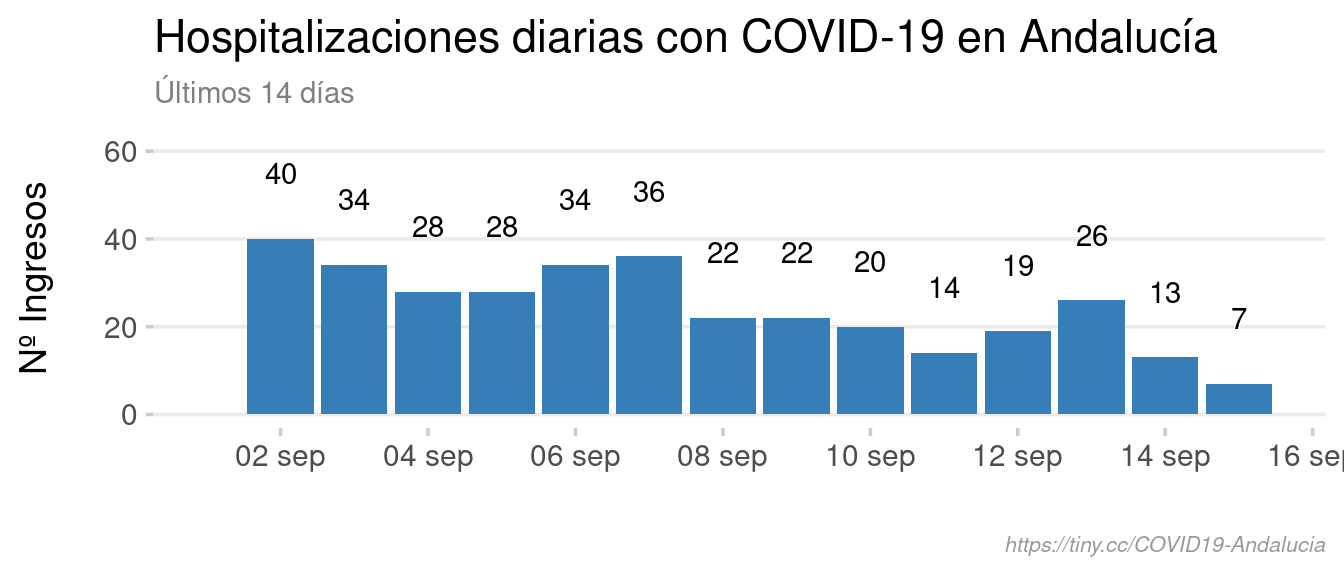 Hospitalizaciones diarias con COVID-19 en Andalucía
Últimos 14 días
Nº Ingresos
60
40
20
0
40
34
28
28
34
36
22
22
20
14
19
26
13
7
02 sep
04 sep
06 sep
08 sep
10 sep
12 sep
14 sep
16 sep
https://tiny.cc/COVID19-Andalucia